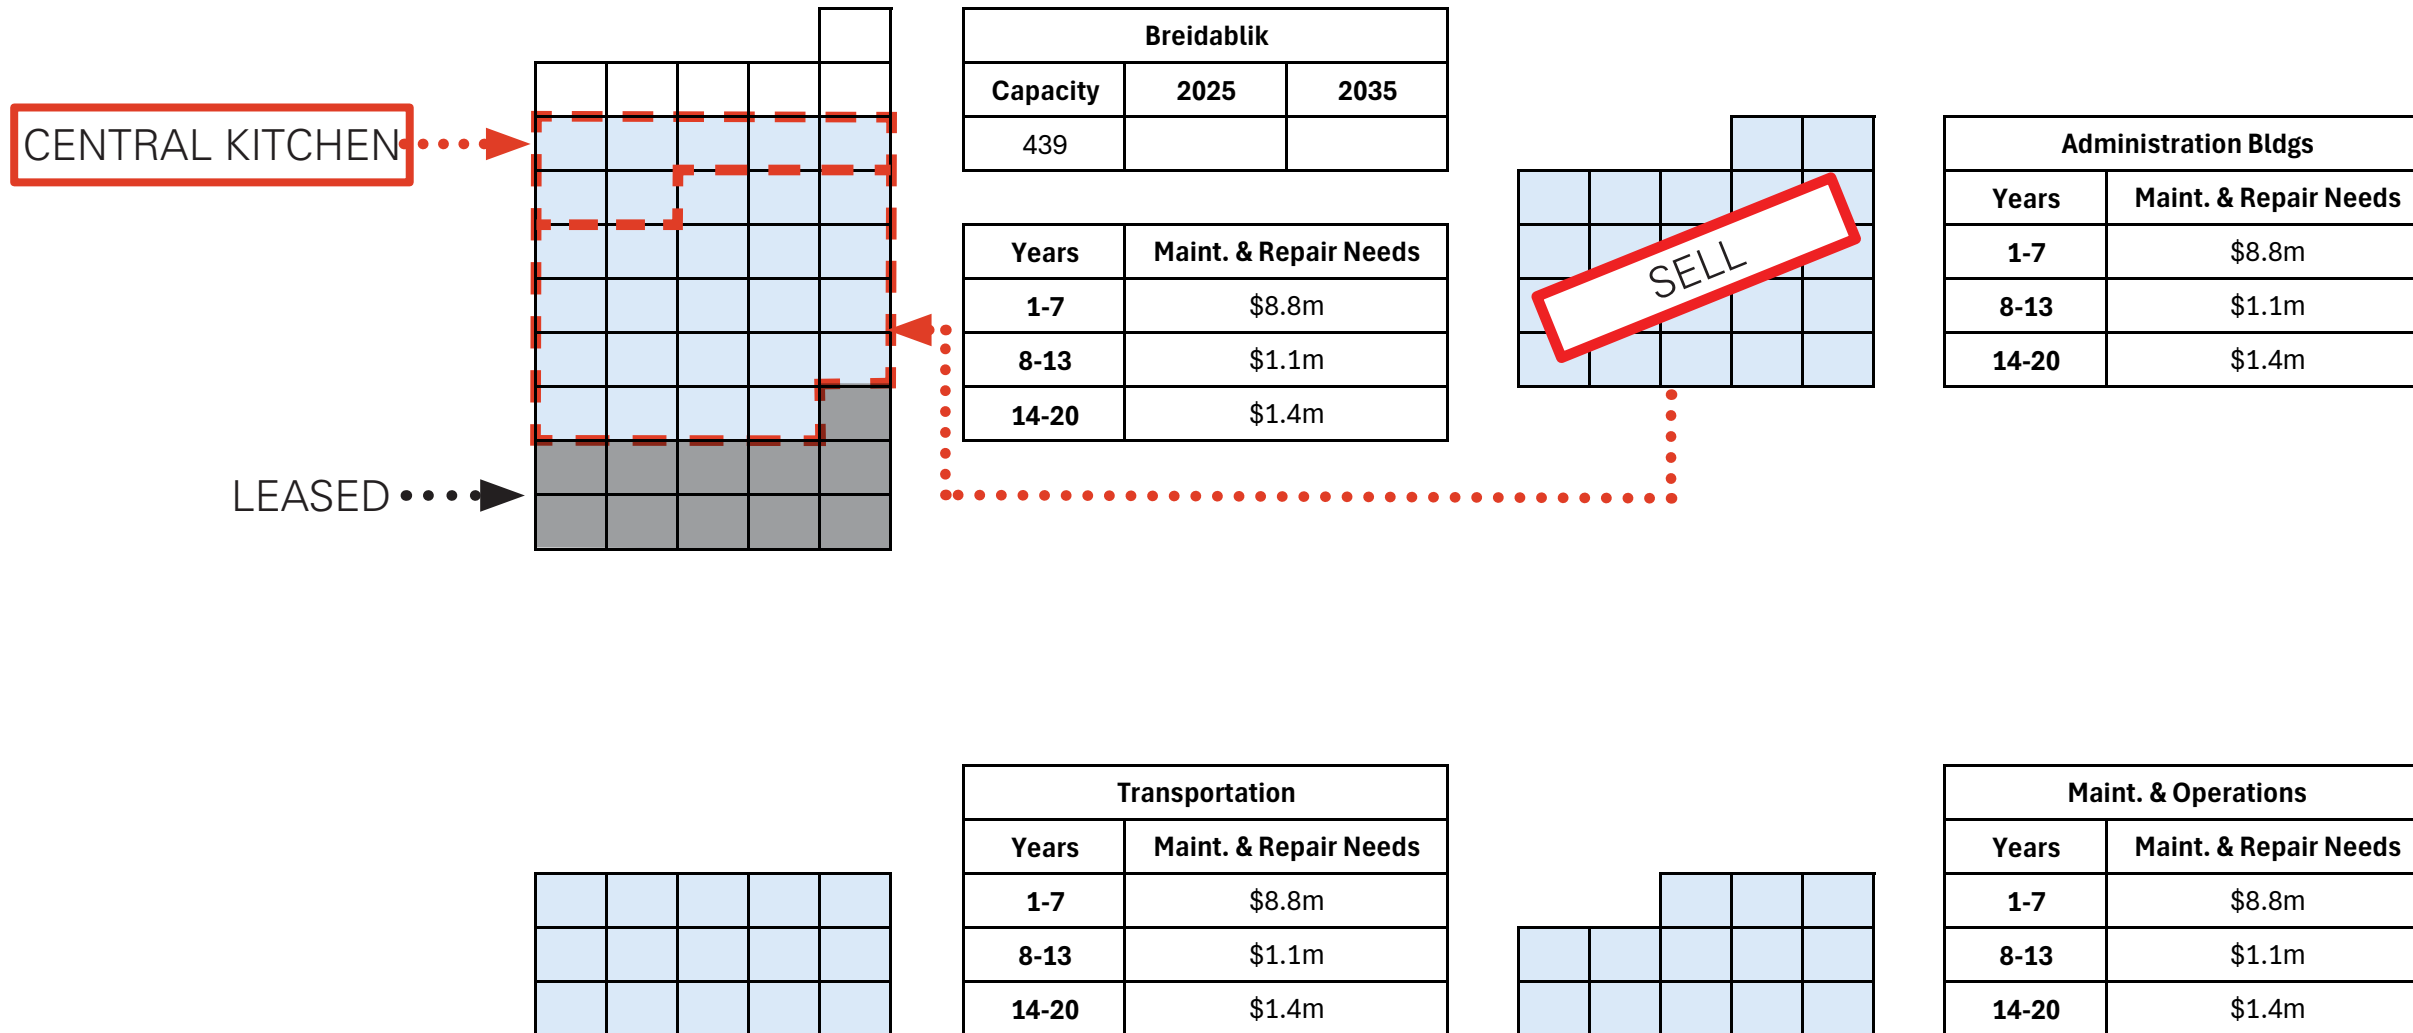 Breidablik
Capacity 2025 2035
439
CENTRAL KITCHEN
Years Maint. & Repair Needs
1-7 $8.8m
8-13 $1.1m
14-20 $1.4m
LEASED
SELL
Administration Bldgs
Years Maint. & Repair Needs
1-7 $8.8m
8-13 $1.1m
14-20 $1.4m
Transportation
Years Maint. & Repair Needs
1-7 $8.8m
8-13 $1.1m
14-20 $1.4m
Maint. & Operations
Years Maint. & Repair Needs
1-7 $8.8m
8-13 $1.1m
14-20 $1.4m